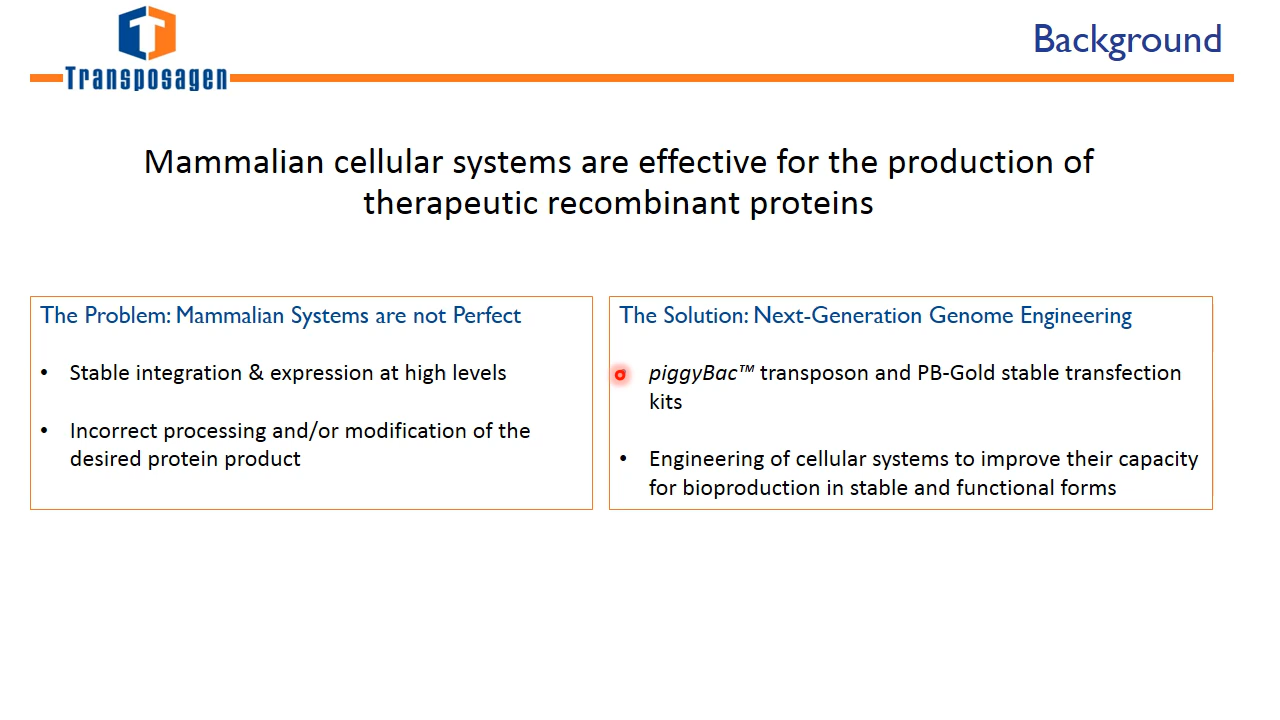 Transposagen
Background
Mammalian cellular systems are effective for the production of
therapeutic recombinant proteins
The Problem: Mammalian Systems are not Perfect
• Stable integration & expression at high levels
• Incorrect processing and/or modification of the
desired protein product
The Solution: Next-Generation Genome Engineering
piggyBac™ transposon and PB-Gold stable transfection
kits
• Engineering of cellular systems to improve their capacity
for bioproduction in stable and functional forms